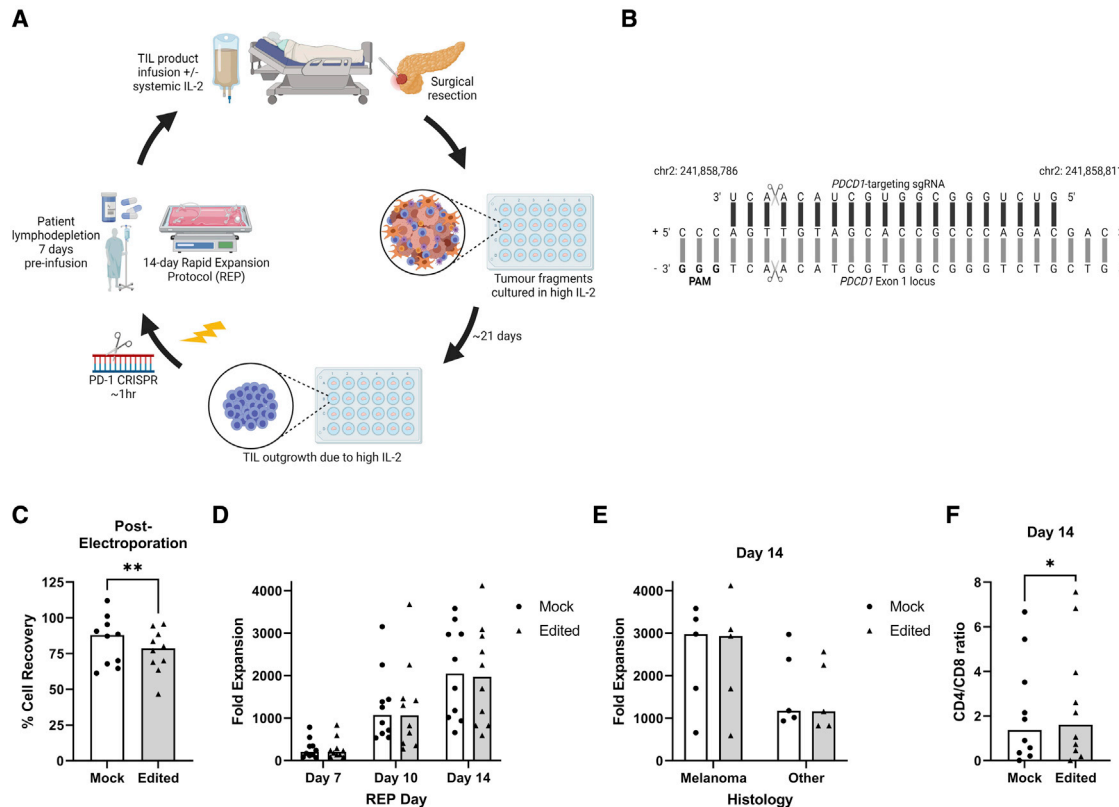 A
TIL product
infusion +/-
systemic IL-2
Surgical
resection
Patient
lymphodepletion
7 days
pre-infusion
14-day Rapid Expansion
Protocol (REP)
Tumour fragments
cultured in high IL-2
~21 days
PD-1 CRISPR
~1hr
TIL outgrowth due to high IL-2
B
chr2: 241,858,786
chr2: 241,858,811
PDCD1-targeting sgRNA
3' U C A A C A U C G U G G C G G G U C U G 5'
+ 5' C C C A G T T G T A G C A C C G C C C A G A C G A C
- 3' G G G T C A A C A T C G T G G C G G G T C T G C T G
PAM
PDCD1 Exon 1 locus
C
Post-
Electroporation
**
% Cell Recovery
125
100
75
50
25
0
Mock
Edited
D
Fold Expansion
4000
3000
2000
1000
0
Day 7
Day 10
Day 14
REP Day
Mock
Edited
E
Day 14
Fold Expansion
4000
3000
2000
1000
0
Melanoma
Other
Histology
Mock
Edited
F
Day 14
*
CD4/CD8 ratio
8
6
4
2
0
Mock
Edited